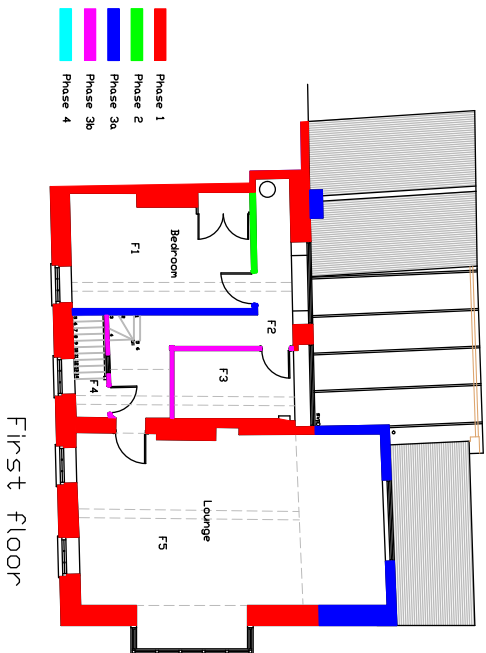 Phase 1
Phase 2
Phase 3a
Phase 3b
Phase 4
Bedroom
F1
F2
F3
F4
Lounge
F5
First floor